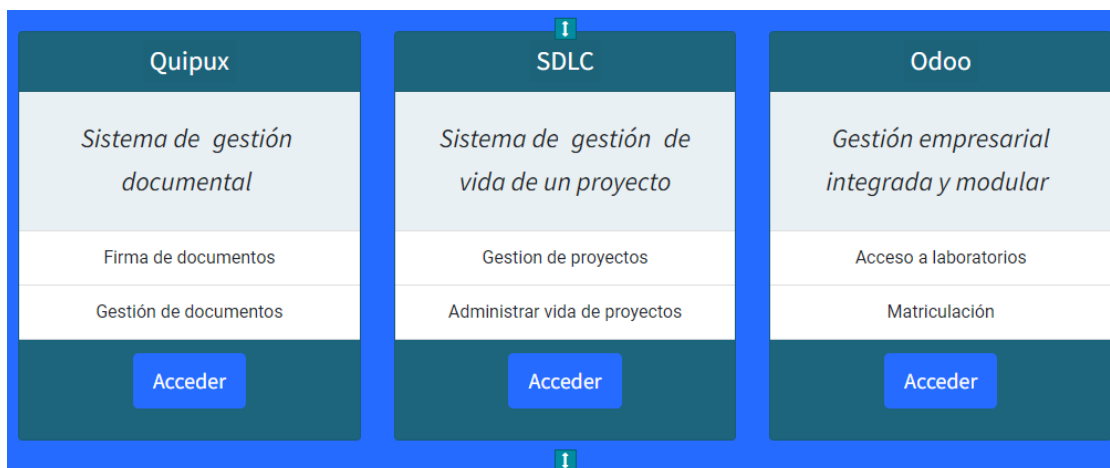 Quipux
Sistema de gestión
documental
Firma de documentos
Gestión de documentos
Acceder
SDLC
Sistema de gestión de
vida de un proyecto
Gestion de proyectos
Administrar vida de proyectos
Acceder
Odoo
Gestión empresarial
integrada y modular
Acceso a laboratorios
Matriculación
Acceder